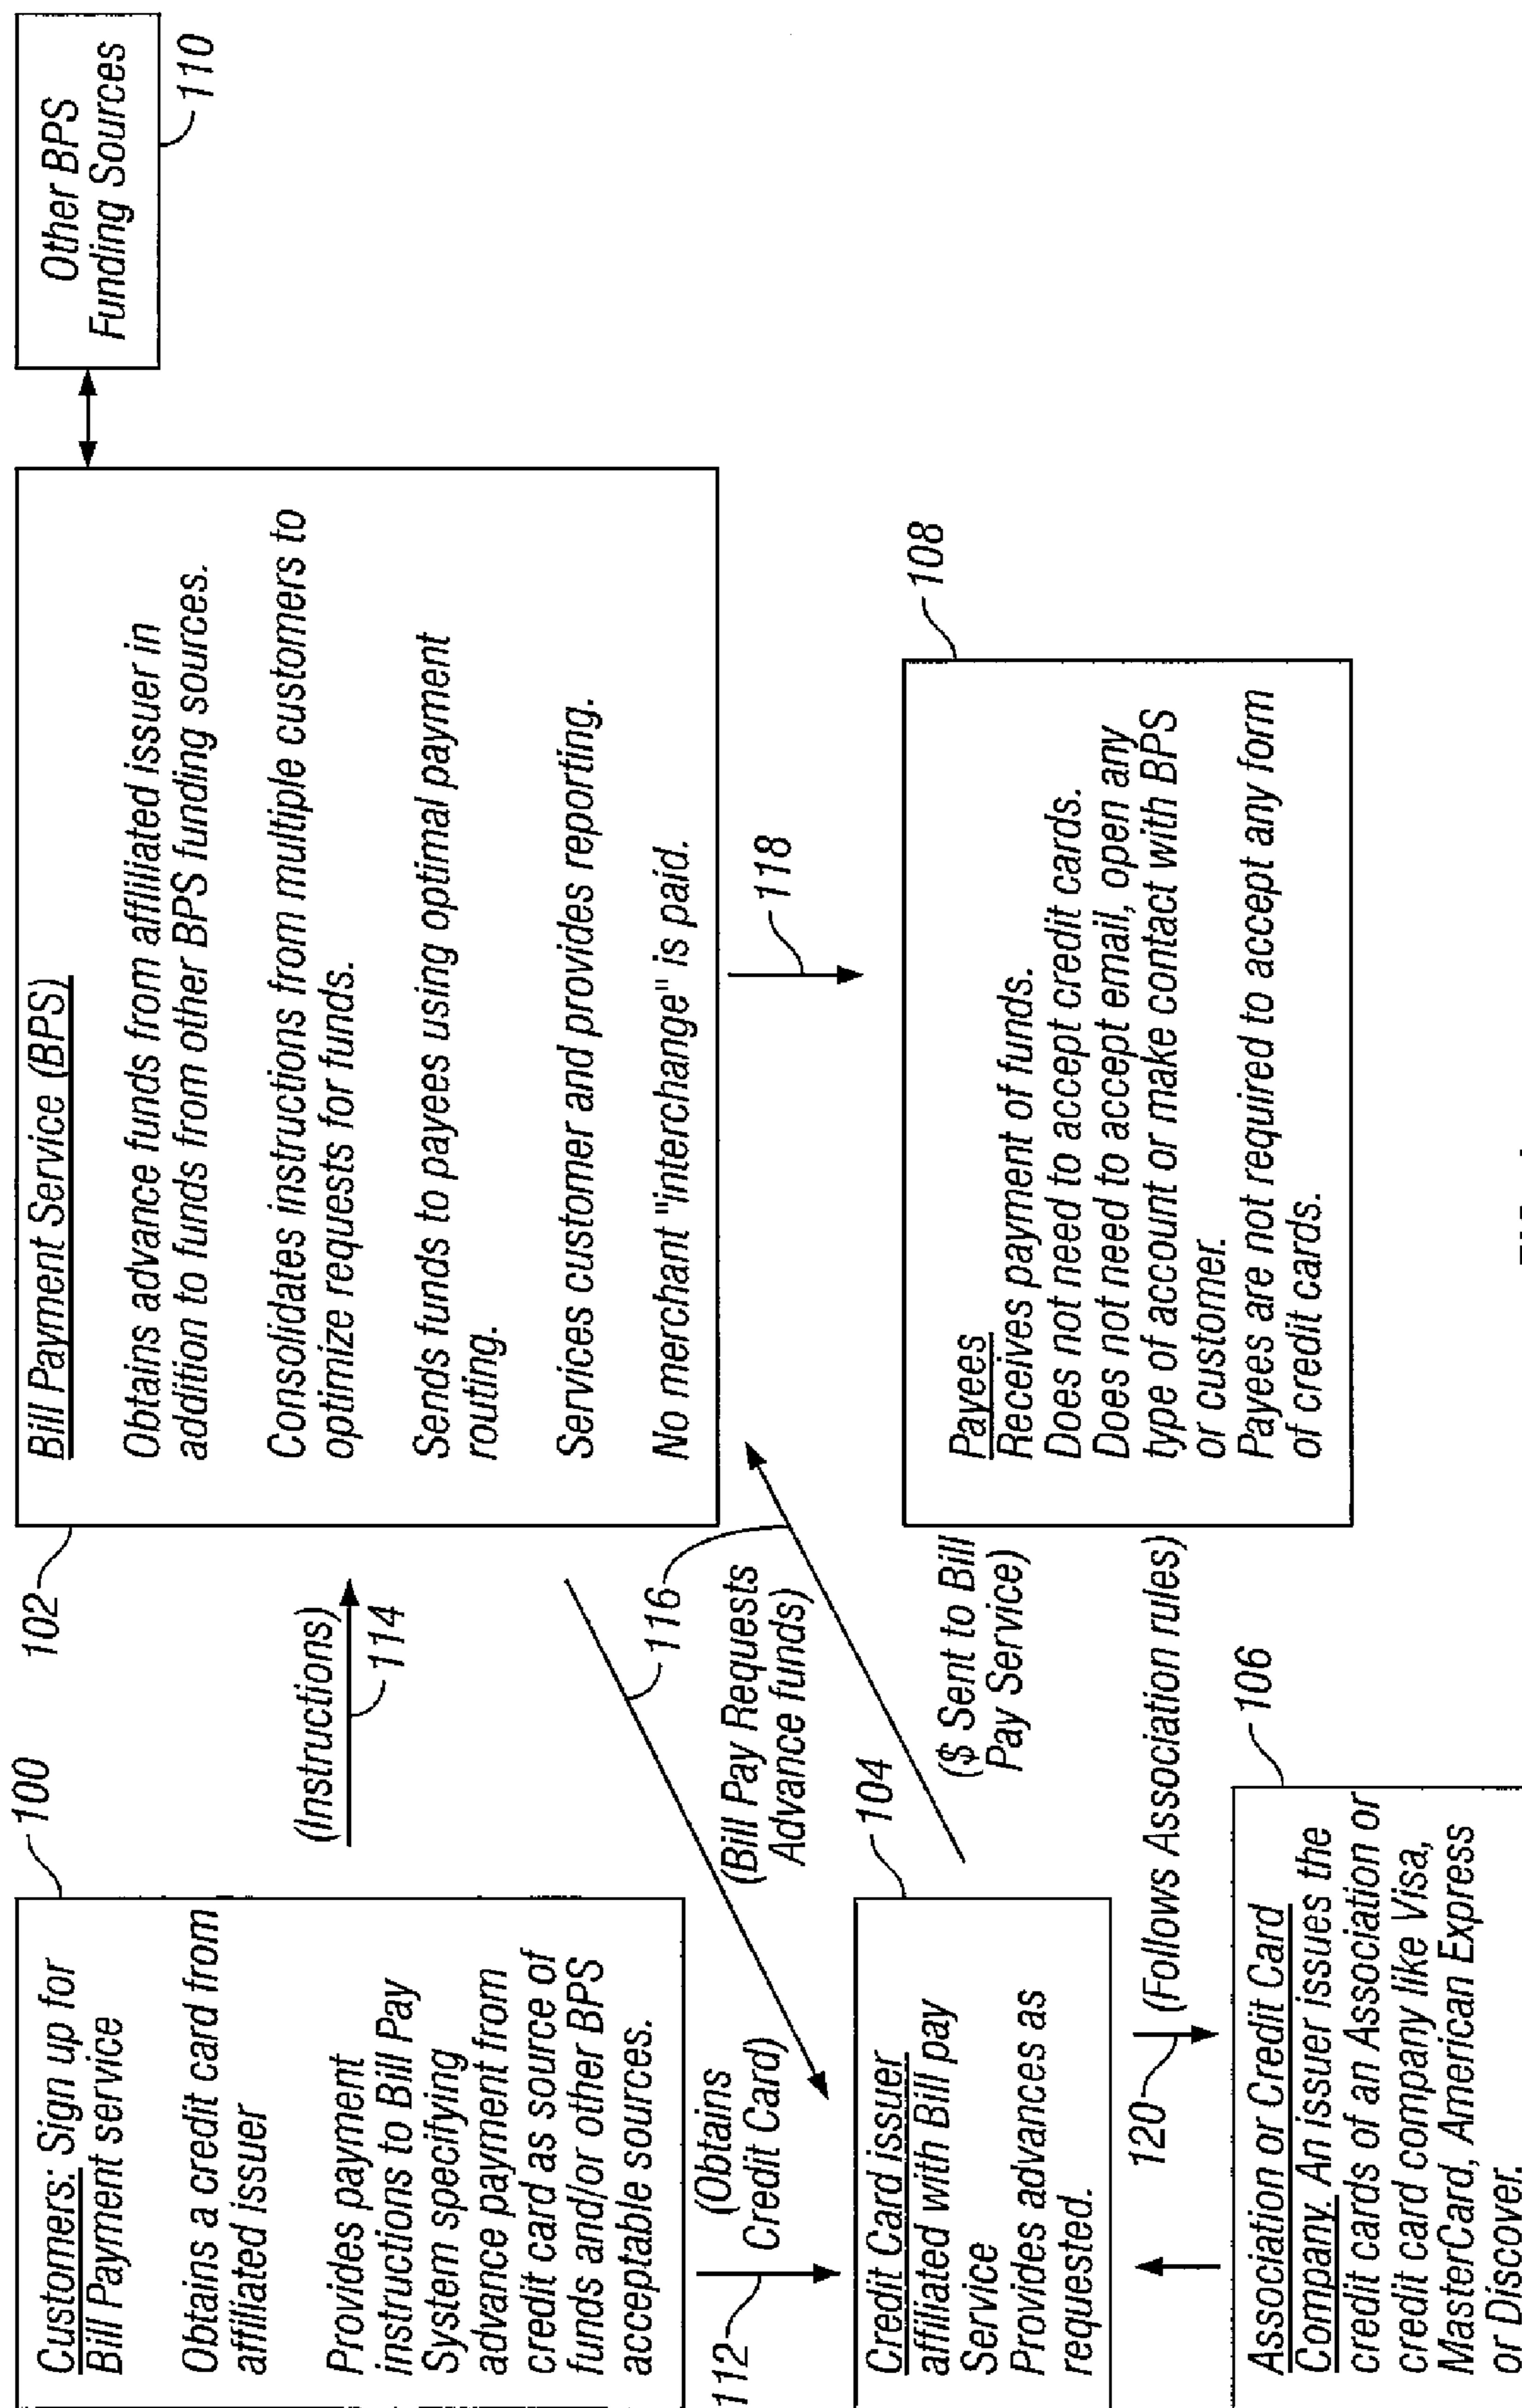 Customers: Sign up for
Bill Payment service
Obtains a credit card from
affiliated issuer
Provides payment
instructions to Bill Pay
System specifying
advance payment from
credit card as source of
funds and/or other BPS
acceptable sources.
100
(Instructions)
114
102
Bill Payment Service (BPS)
Obtains advance funds from affiliated issuer in
addition to funds from other BPS funding sources.
Consolidates instructions from multiple customers to
optimize requests for funds.
Sends funds to payees using optimal payment
routing.
Services customer and provides reporting.
No merchant "interchange" is paid.
Other BPS
Funding Sources
110
112
(Obtains
Credit Card)
116
(Bill Pay Requests
Advance funds)
($ Sent to Bill
Pay Service)
118
Credit Card issuer
affiliated with Bill pay
Service
Provides advances as
requested.
104
Payees
Receives payment of funds.
Does not need to accept credit cards.
Does not need to accept email, open any
type of account or make contact with BPS
or customer.
Payees are not required to accept any form
of credit cards.
108
120
(Follows Association rules)
Association or Credit Card
Company. An issuer issues the
credit cards of an Association or
credit card company like Visa,
MasterCard, American Express
or Discover.
106